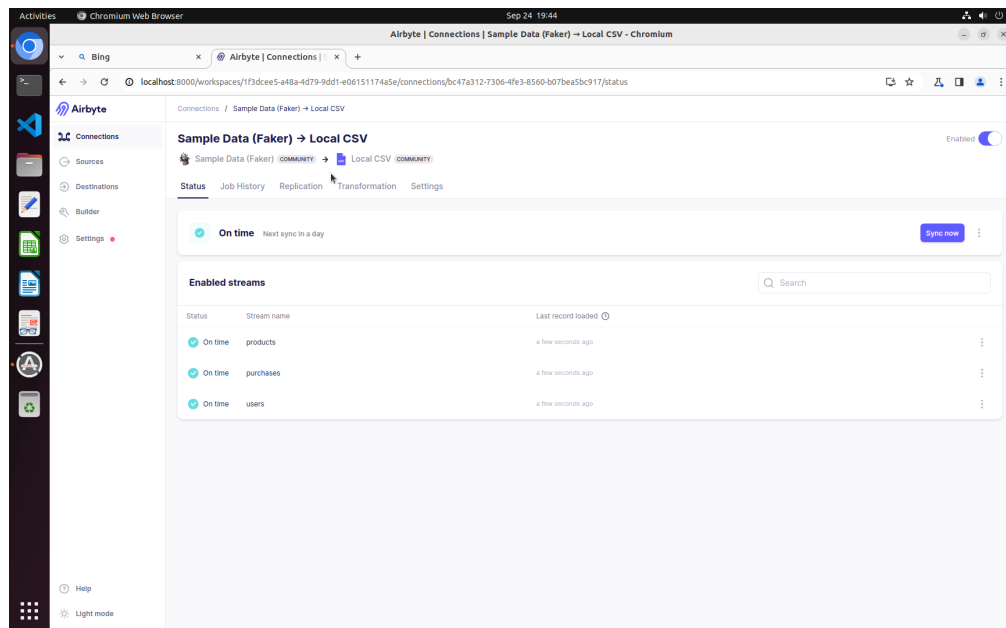 Activities Chromium Web Browser Sep 24 19:44
Airbyte | Connections | Sample Data (Faker) → Local CSV - Chromium
Bing × Airbyte | Connections | × +
localhost:8000/workspaces/1f3dcee5-a48a-4d79-9dd1-e06151174a5e/connections/bc47a312-7306-4fe3-8560-b07bea5bc917/status
Airbyte
Connections
Sources
Destinations
Builder
Settings
Connections / Sample Data (Faker) → Local CSV
Sample Data (Faker) → Local CSV
Enabled
Sample Data (Faker) COMMUNITY → Local CSV COMMUNITY
Status Job History Replication Transformation Settings
On time Next sync in a day Sync now
Enabled streams Search
Status Stream name Last record loaded
On time products a few seconds ago
On time purchases a few seconds ago
On time users a few seconds ago
Help
Light mode